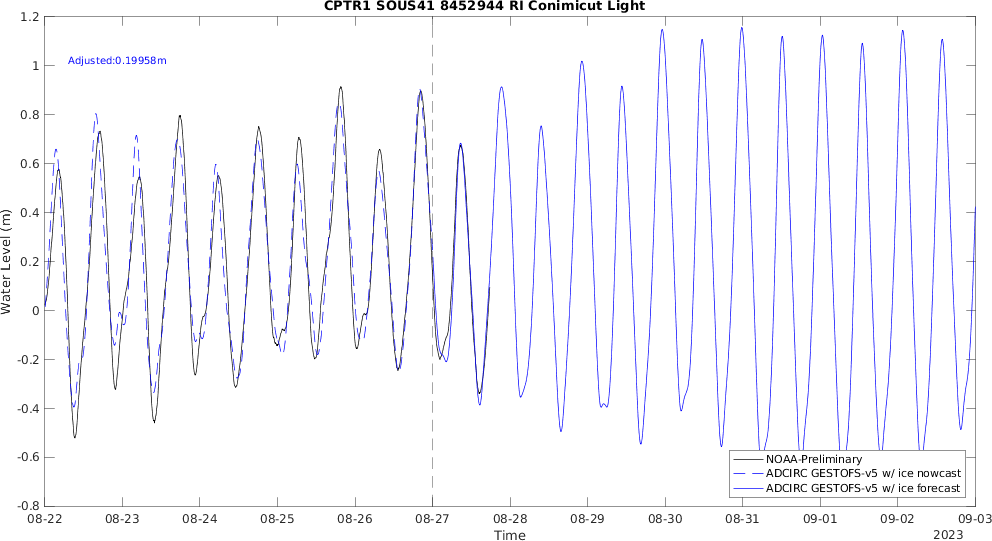 CPTR1 SOUS41 8452944 RI Conimicut Light
1.2
1
0.8
0.6
0.4
0.2
0
-0.2
-0.4
-0.6
-0.8
Water Level (m)
Adjusted:0.19958m
NOAA-Preliminary
ADCIRC GESTOFS-v5 w/ ice nowcast
ADCIRC GESTOFS-v5 w/ ice forecast
08-22 08-23 08-24 08-25 08-26 08-27 08-28 08-29 08-30 08-31 09-01 09-02 09-03
Time
2023